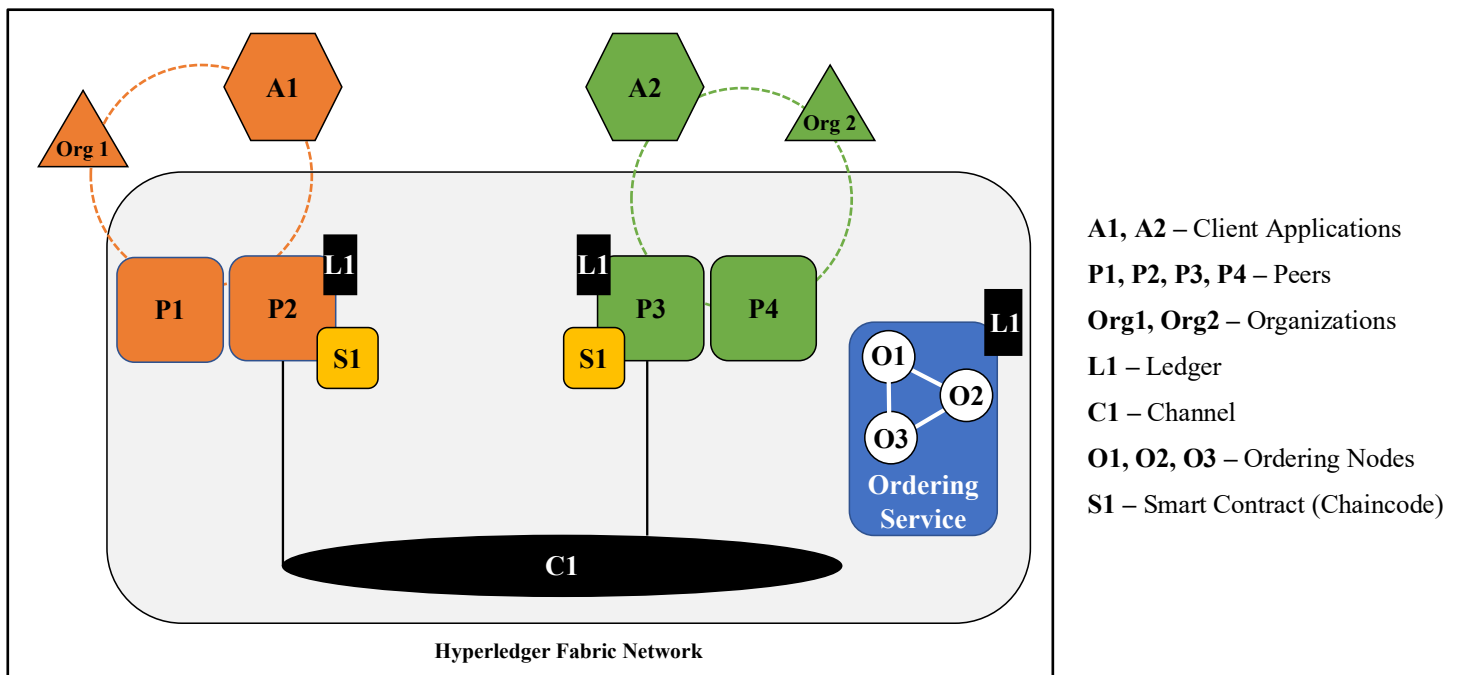 A1
A2
Org 1
Org 2
L1
L1
P1
P2
P3
P4
L1
S1
S1
O1
O2
O3
Ordering
Service
C1
Hyperledger Fabric Network
A1, A2 – Client Applications
P1, P2, P3, P4 – Peers
Org1, Org2 – Organizations
L1 – Ledger
C1 – Channel
O1, O2, O3 – Ordering Nodes
S1 – Smart Contract (Chaincode)